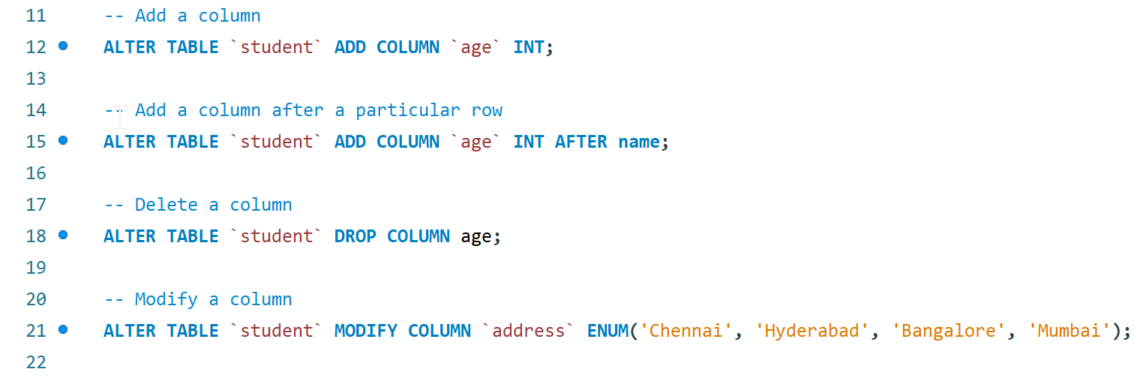 11 -- Add a column
12 ALTER TABLE `student` ADD COLUMN `age` INT;
13
14 -- Add a column after a particular row
15 ALTER TABLE `student` ADD COLUMN `age` INT AFTER name;
16
17 -- Delete a column
18 ALTER TABLE `student` DROP COLUMN age;
19
20 -- Modify a column
21 ALTER TABLE `student` MODIFY COLUMN `address` ENUM('Chennai', 'Hyderabad', 'Bangalore', 'Mumbai');
22